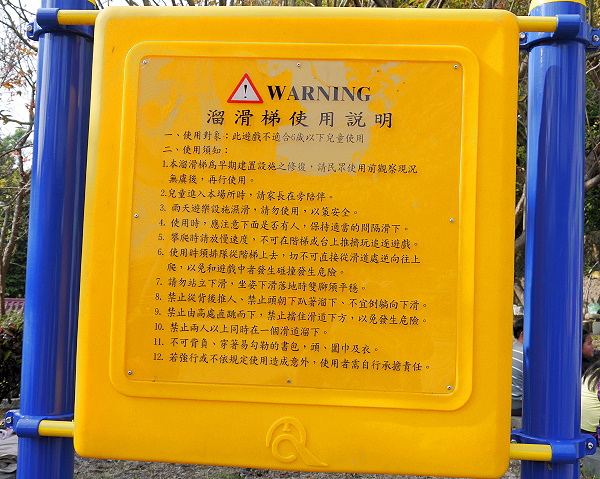 WARNING
溜滑梯使用說明
一、使用對象：此遊戲不適合6歲以下兒童使用
二、使用須知：
1.本溜滑梯為早期建置設施之修復，請民眾使用前觀察現況
無虞後，再行使用。
2.兒童進入本場所時，請家長在旁陪伴。
3. 雨天遊樂設施濕滑，請勿使用，以策安全。
4. 使用時，應注意下面是否有人，保持適當的間隔滑下。
5. 攀爬時請放慢速度，不可在階梯或台上推擠玩追逐遊戲。
6. 使用時須排隊從階梯上去，切不可直接從滑道處逆向往上
爬，以免和遊戲中者發生碰撞發生危險。
7. 請勿站立下滑，坐姿下滑落地時雙腳須平穩。
8. 禁止從背後推人、禁止頭朝下趴著溜下、不宜倒躺向下滑。
9. 禁止由高處直跳而下，禁止擋住滑道下方，以免發生危險。
10. 禁止兩人以上同時在一個滑道溜下。
11. 不可背負、穿著易勾勒的書包，頭、圍巾及衣。
12. 若強行或不依規定使用造成意外，使用者需自行承擔責任。